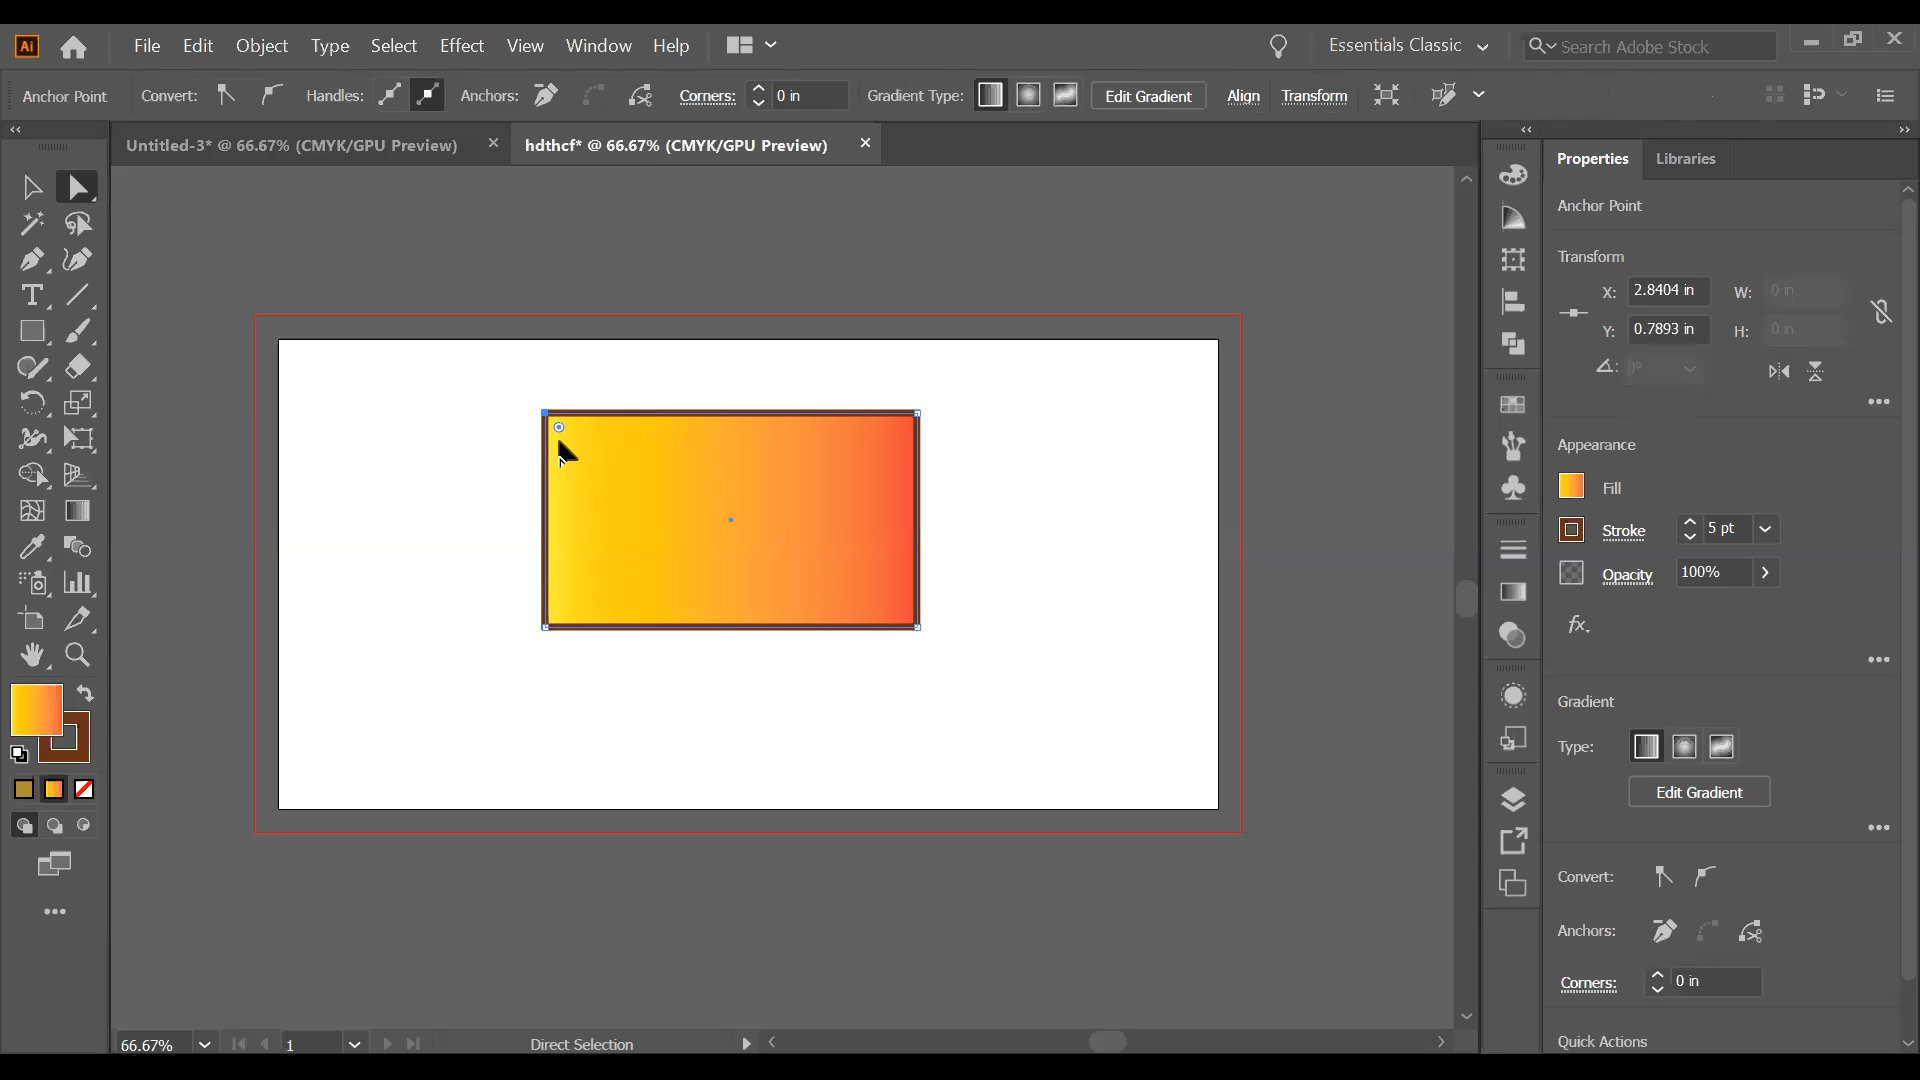 Ai File Edit Object Type Select Effect View Window Help Essentials Classic Search Adobe Stock
Anchor Point Convert: Handles: Anchors: Corners: 0 in Gradient Type: Edit Gradient Align Transform
Untitled-3* @ 66.67% (CMYK/GPU Preview) hdthcf* @ 66.67% (CMYK/GPU Preview)
Properties Libraries
Anchor Point
Transform
X: 2.8404 in W: 0 in
Y: 0.7893 in H: 0 in
0°
Appearance
Fill
Stroke 5 pt
Opacity 100%
fx
Gradient
Type:
Edit Gradient
Convert:
Anchors:
Corners: 0 in
Quick Actions
66.67% 1 Direct Selection